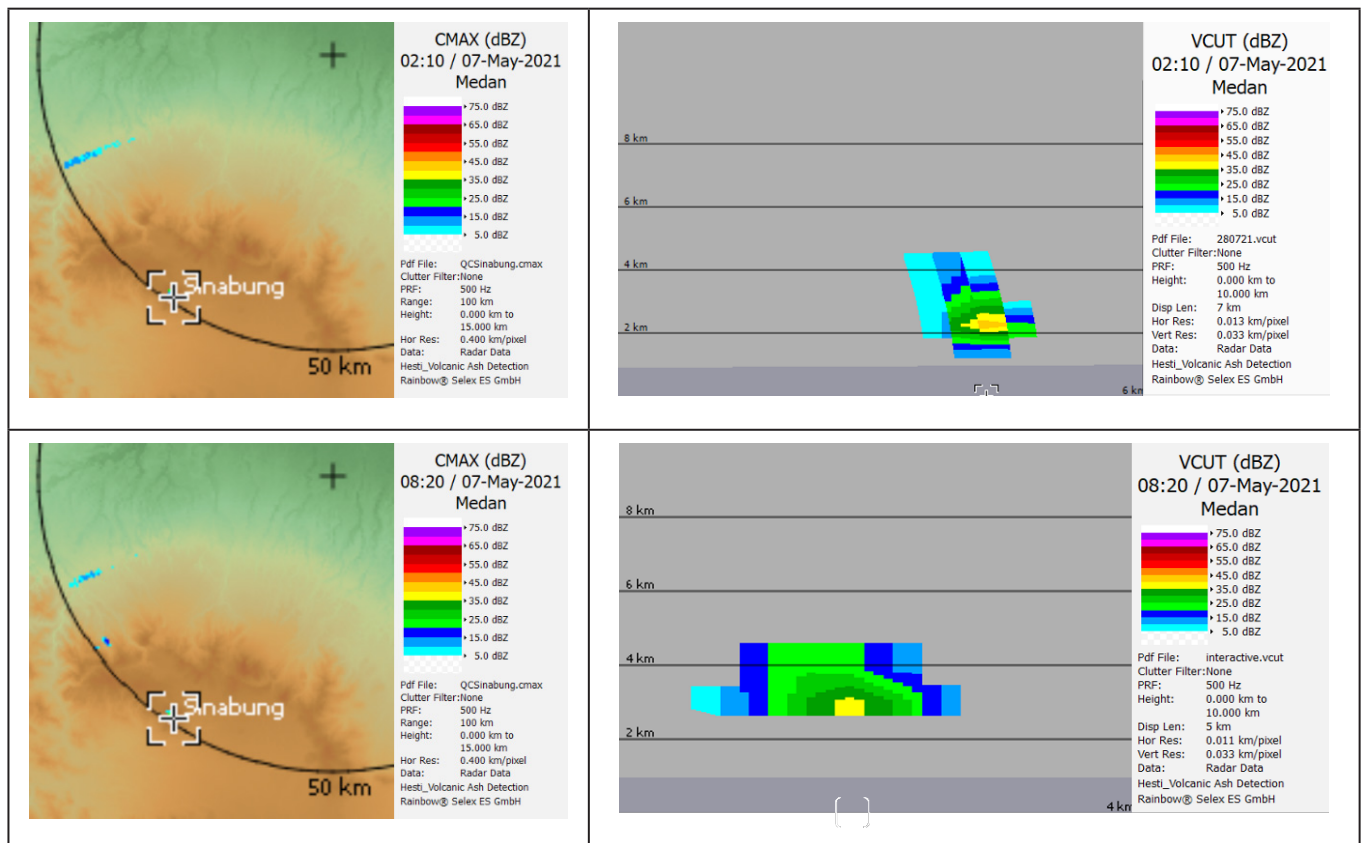 Sinabung
50 km
CMAX (dBZ)
02:10 / 07-May-2021
Medan
75.0 dBZ
65.0 dBZ
55.0 dBZ
45.0 dBZ
35.0 dBZ
25.0 dBZ
15.0 dBZ
5.0 dBZ
Pdf File: QCSinabung.cmax
Clutter Filter:None
PRF: 500 Hz
Range: 100 km
Height: 0.000 km to
15.000 km
Hor Res: 0.400 km/pixel
Data: Radar Data
Hesti_Volcanic Ash Detection
Rainbow® Selex ES GmbH
8 km
6 km
4 km
2 km
6 km
VCUT (dBZ)
02:10 / 07-May-2021
Medan
75.0 dBZ
65.0 dBZ
55.0 dBZ
45.0 dBZ
35.0 dBZ
25.0 dBZ
15.0 dBZ
5.0 dBZ
Pdf File: 280721.vcut
Clutter Filter:None
PRF: 500 Hz
Height: 0.000 km to
10.000 km
Disp Len: 7 km
Hor Res: 0.013 km/pixel
Vert Res: 0.033 km/pixel
Data: Radar Data
Hesti_Volcanic Ash Detection
Rainbow® Selex ES GmbH
Sinabung
50 km
CMAX (dBZ)
08:20 / 07-May-2021
Medan
75.0 dBZ
65.0 dBZ
55.0 dBZ
45.0 dBZ
35.0 dBZ
25.0 dBZ
15.0 dBZ
5.0 dBZ
Pdf File: QCSinabung.cmax
Clutter Filter:None
PRF: 500 Hz
Range: 100 km
Height: 0.000 km to
15.000 km
Hor Res: 0.400 km/pixel
Data: Radar Data
Hesti_Volcanic Ash Detection
Rainbow® Selex ES GmbH
8 km
6 km
4 km
2 km
4 km
VCUT (dBZ)
08:20 / 07-May-2021
Medan
75.0 dBZ
65.0 dBZ
55.0 dBZ
45.0 dBZ
35.0 dBZ
25.0 dBZ
15.0 dBZ
5.0 dBZ
Pdf File: interactive.vcut
Clutter Filter:None
PRF: 500 Hz
Height: 0.000 km to
10.000 km
Disp Len: 5 km
Hor Res: 0.011 km/pixel
Vert Res: 0.033 km/pixel
Data: Radar Data
Hesti_Volcanic Ash Detection
Rainbow® Selex ES GmbH